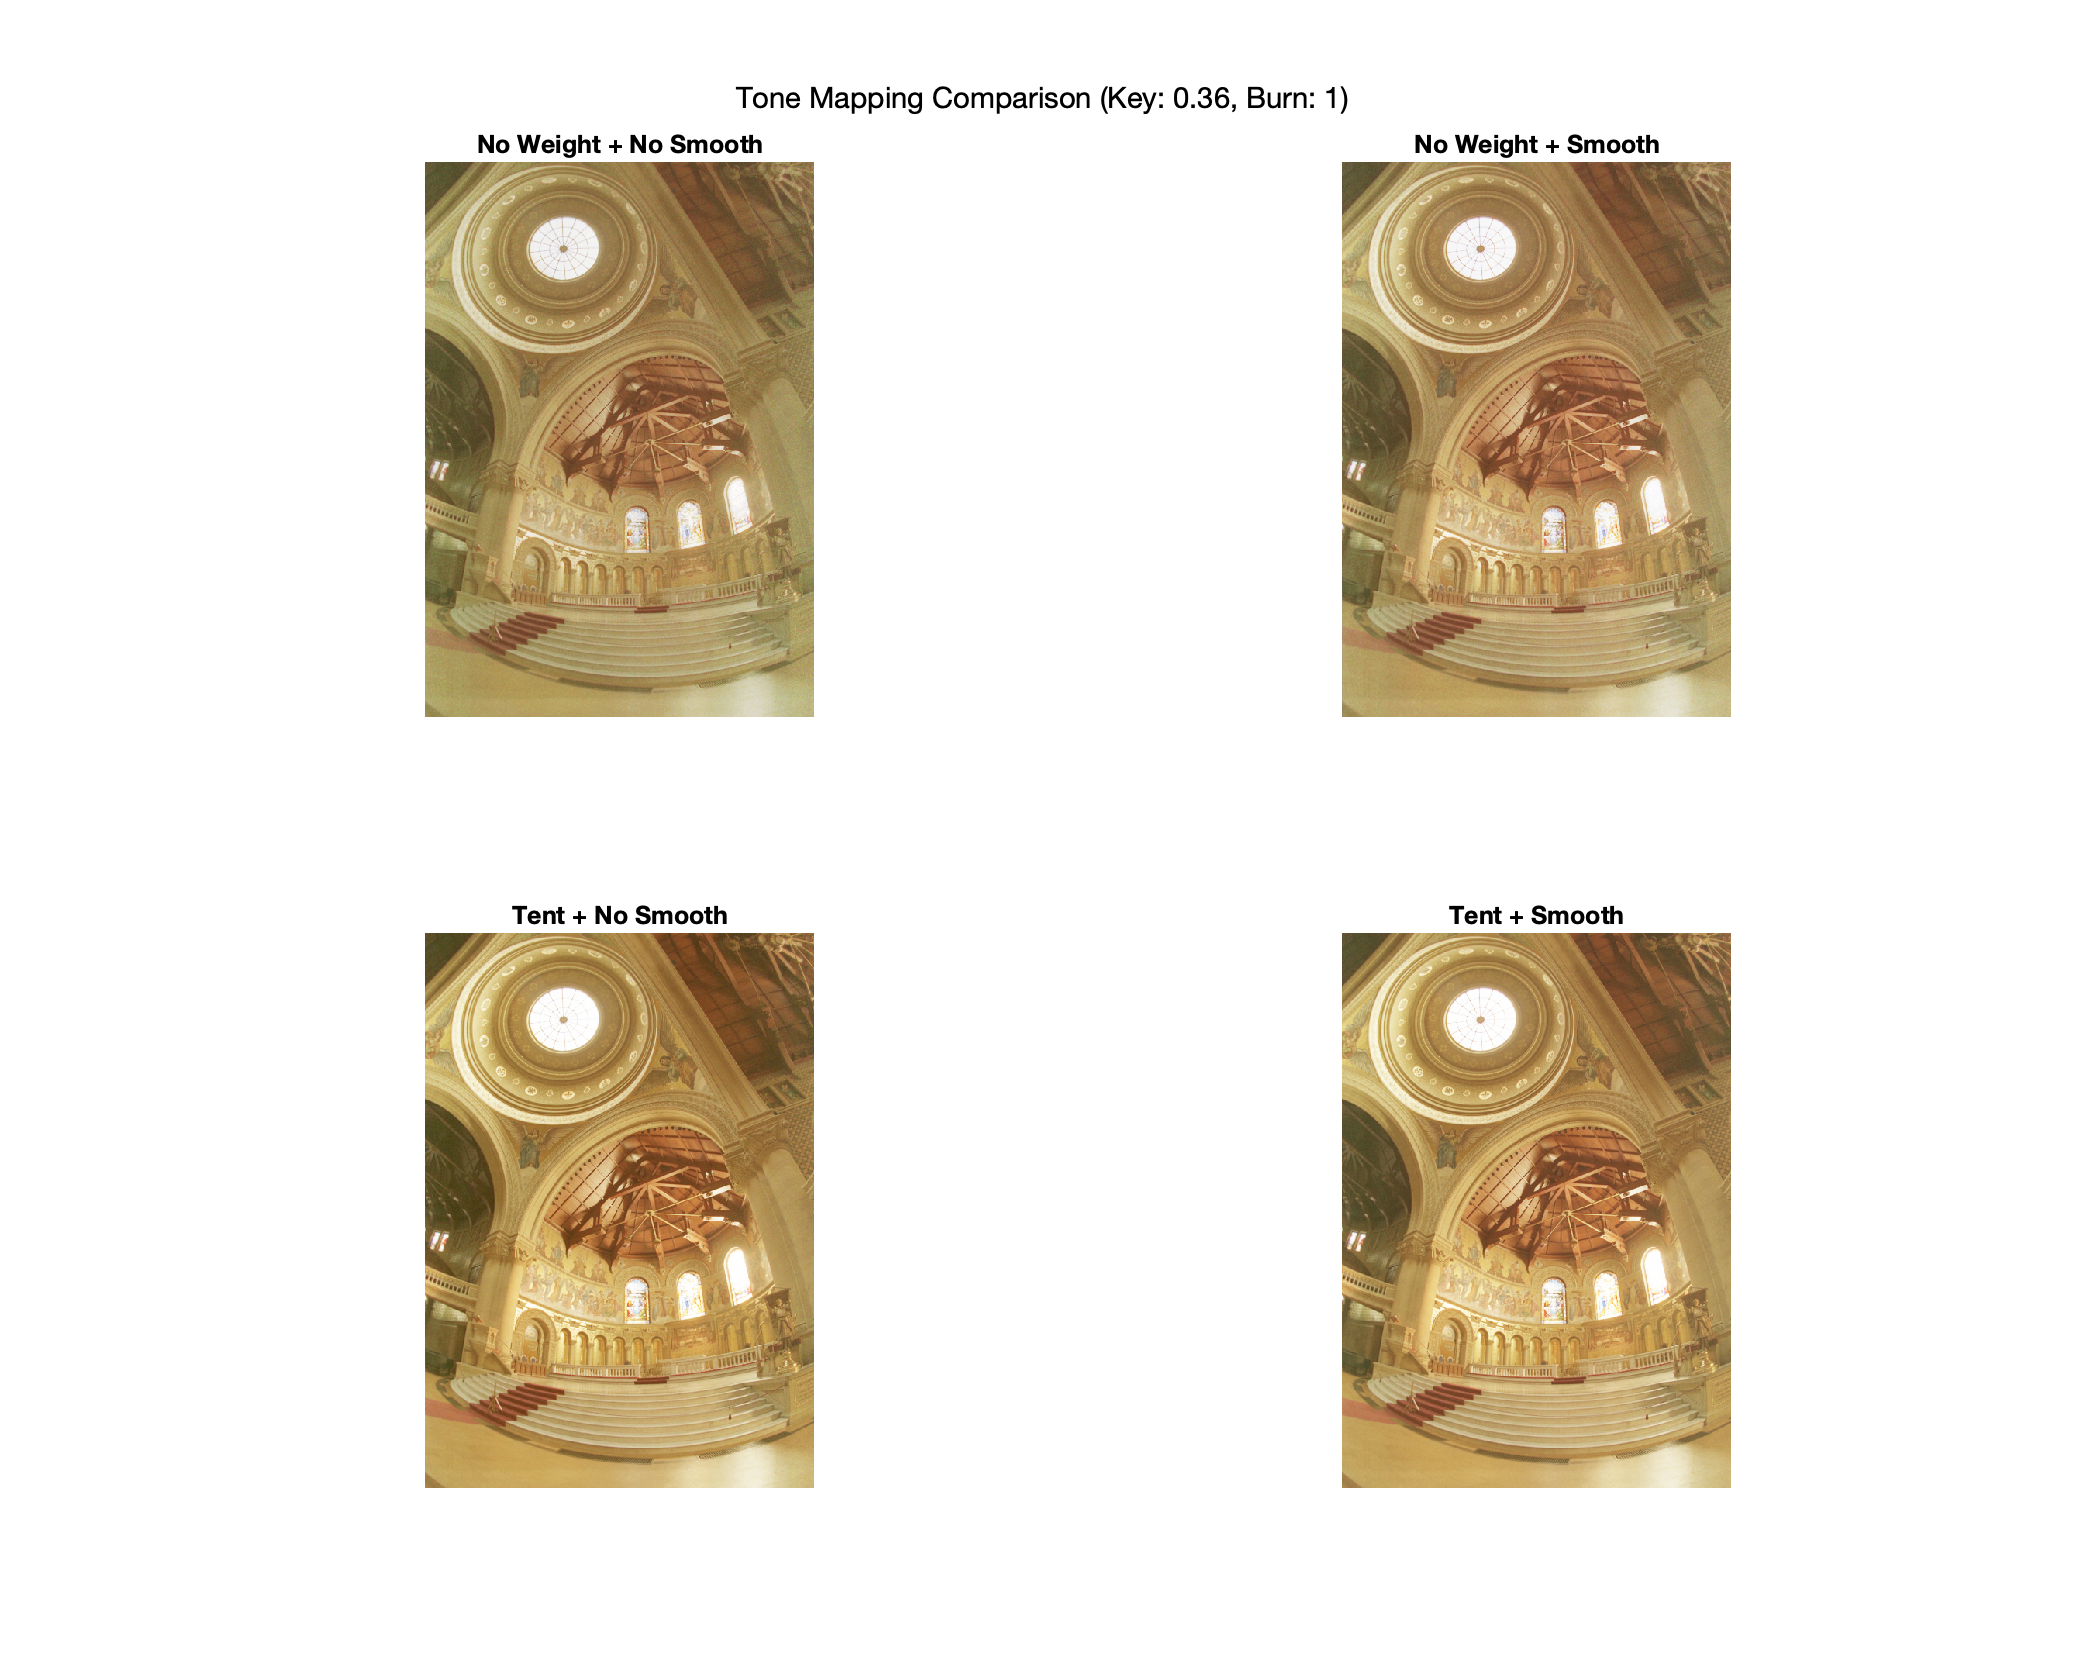 Tone Mapping Comparison (Key: 0.36, Burn: 1)
No Weight + No Smooth
No Weight + Smooth
Tent + No Smooth
Tent + Smooth